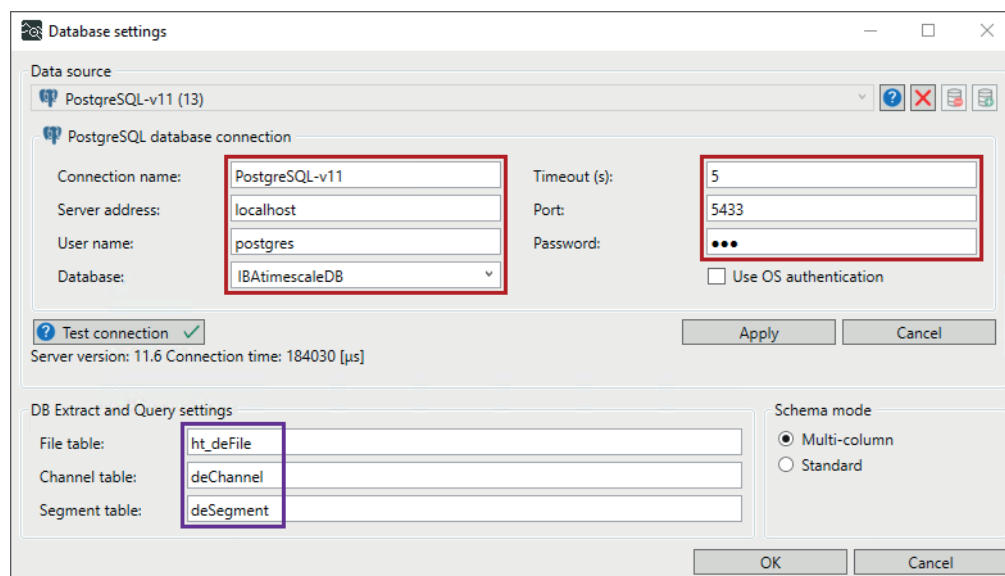 Database settings
Data source
PostgreSQL-v11 (13)
PostgreSQL database connection
Connection name: PostgreSQL-v11 Timeout (s): 5
Server address: localhost Port: 5433
User name: postgres Password: •••
Database: IBAtimescaleDB Use OS authentication
Test connection Apply Cancel
Server version: 11.6 Connection time: 184030 [µs]
DB Extract and Query settings Schema mode
File table: ht_deFile Multi-column
Channel table: deChannel Standard
Segment table: deSegment
OK Cancel